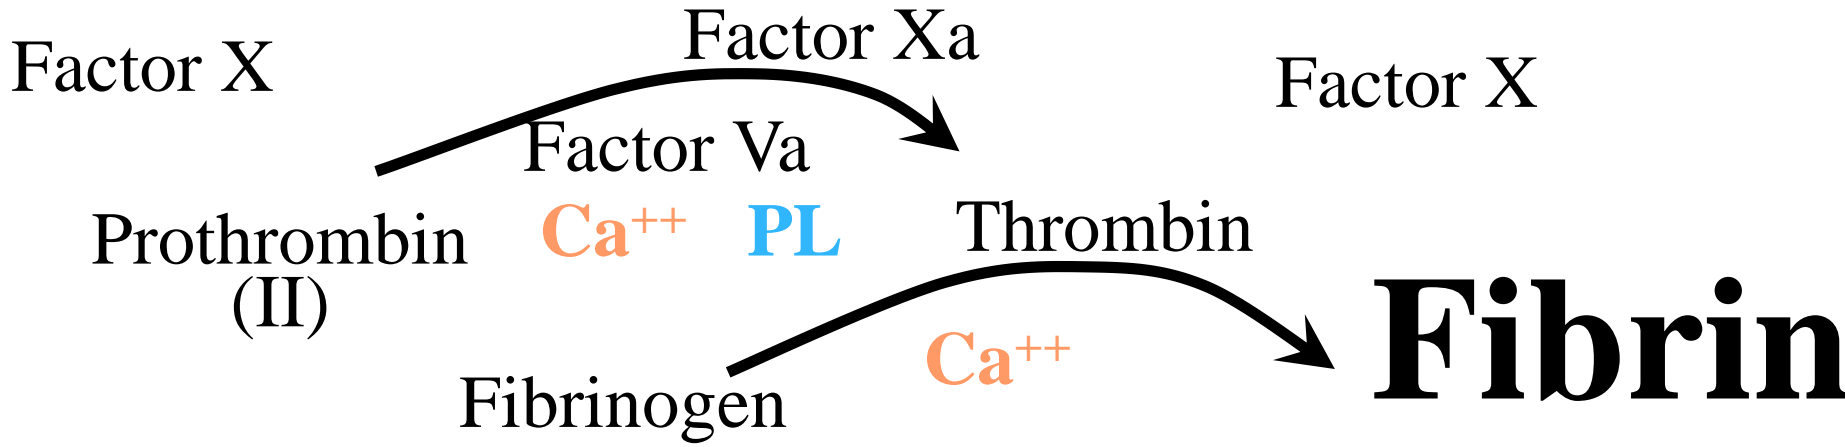 Factor X
Factor Xa
Factor X
Factor Va
Prothrombin
(II)
Ca⁺⁺
PL
Thrombin
Fibrinogen
Ca⁺⁺
Fibrin